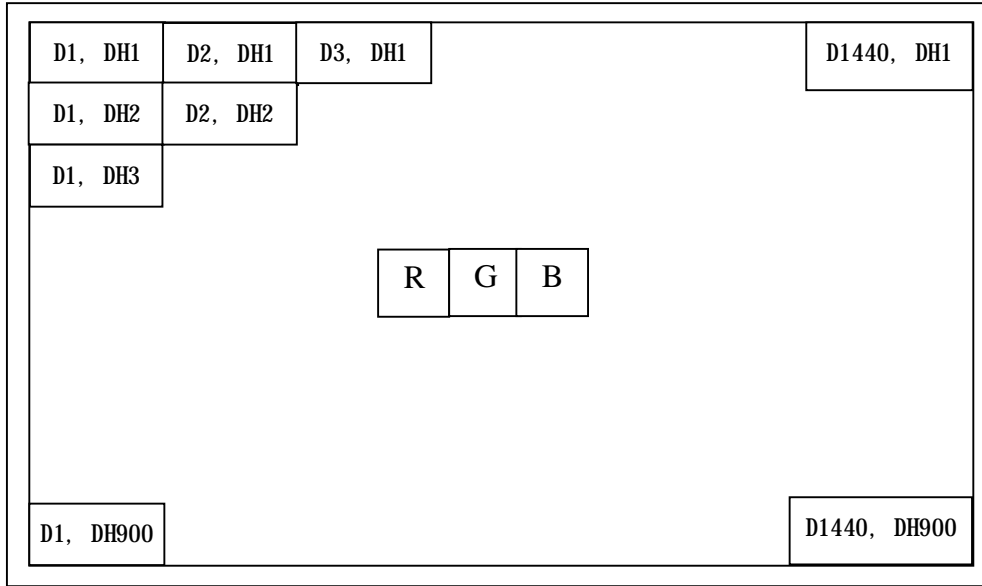 D1, DH1 D2, DH1 D3, DH1 D1440, DH1
D1, DH2 D2, DH2
D1, DH3
R G B
D1, DH900 D1440, DH900